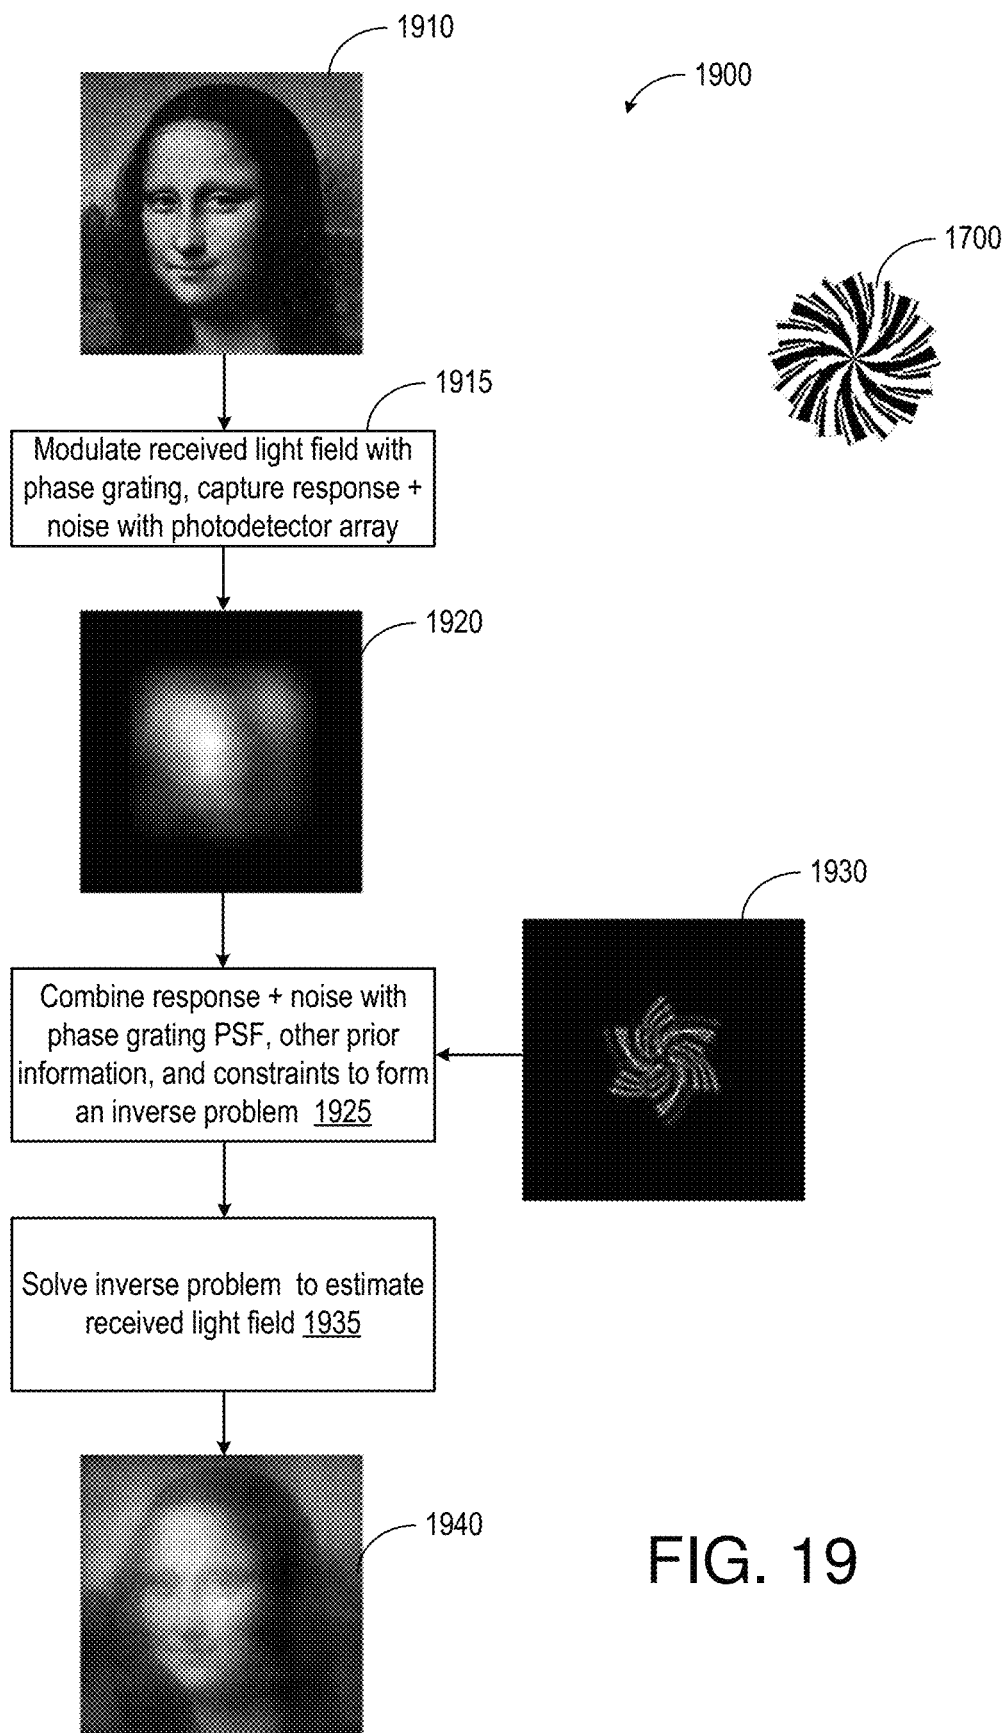 1910
1900
1700
1915
Modulate received light field with
phase grating, capture response +
noise with photodetector array
1920
1930
Combine response + noise with
phase grating PSF, other prior
information, and constraints to form
an inverse problem 1925
Solve inverse problem to estimate
received light field 1935
1940
FIG. 19